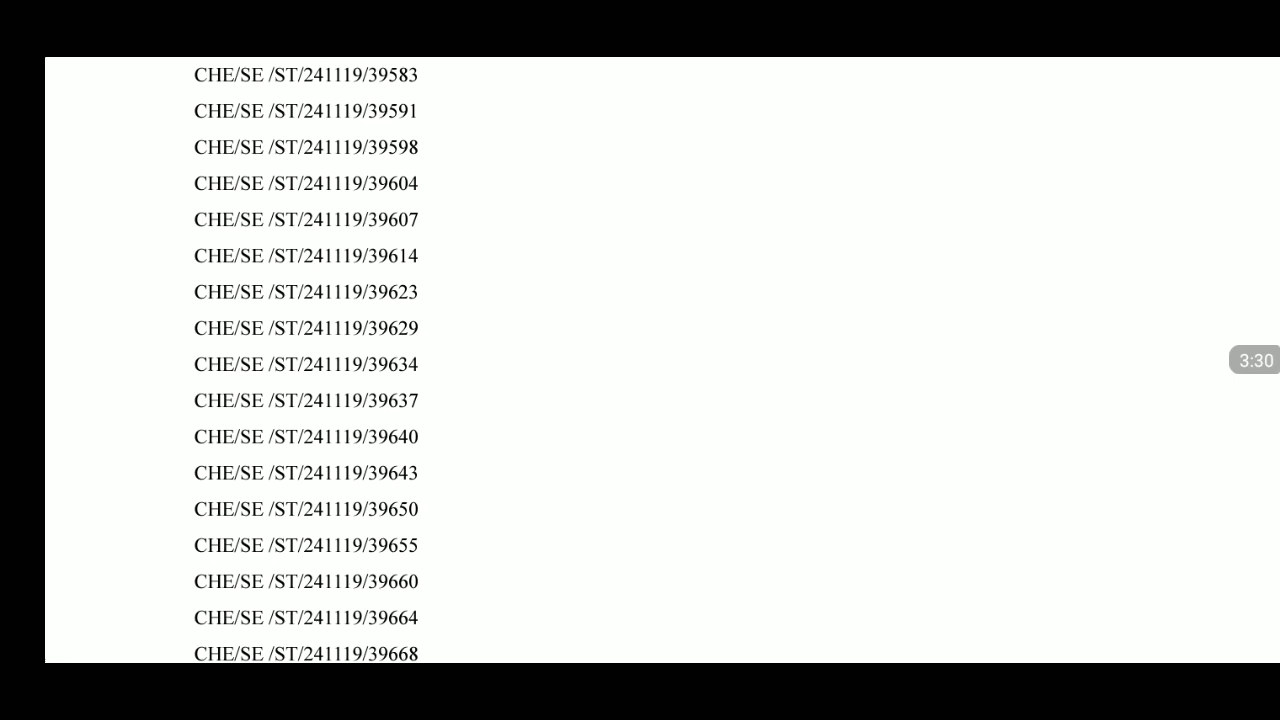 CHE/SE /ST/241119/39583
CHE/SE /ST/241119/39591
CHE/SE /ST/241119/39598
CHE/SE /ST/241119/39604
CHE/SE /ST/241119/39607
CHE/SE /ST/241119/39614
CHE/SE /ST/241119/39623
CHE/SE /ST/241119/39629
CHE/SE /ST/241119/39634
3:30
CHE/SE /ST/241119/39637
CHE/SE /ST/241119/39640
CHE/SE /ST/241119/39643
CHE/SE /ST/241119/39650
CHE/SE /ST/241119/39655
CHE/SE /ST/241119/39660
CHE/SE /ST/241119/39664
CHE/SE /ST/241119/39668